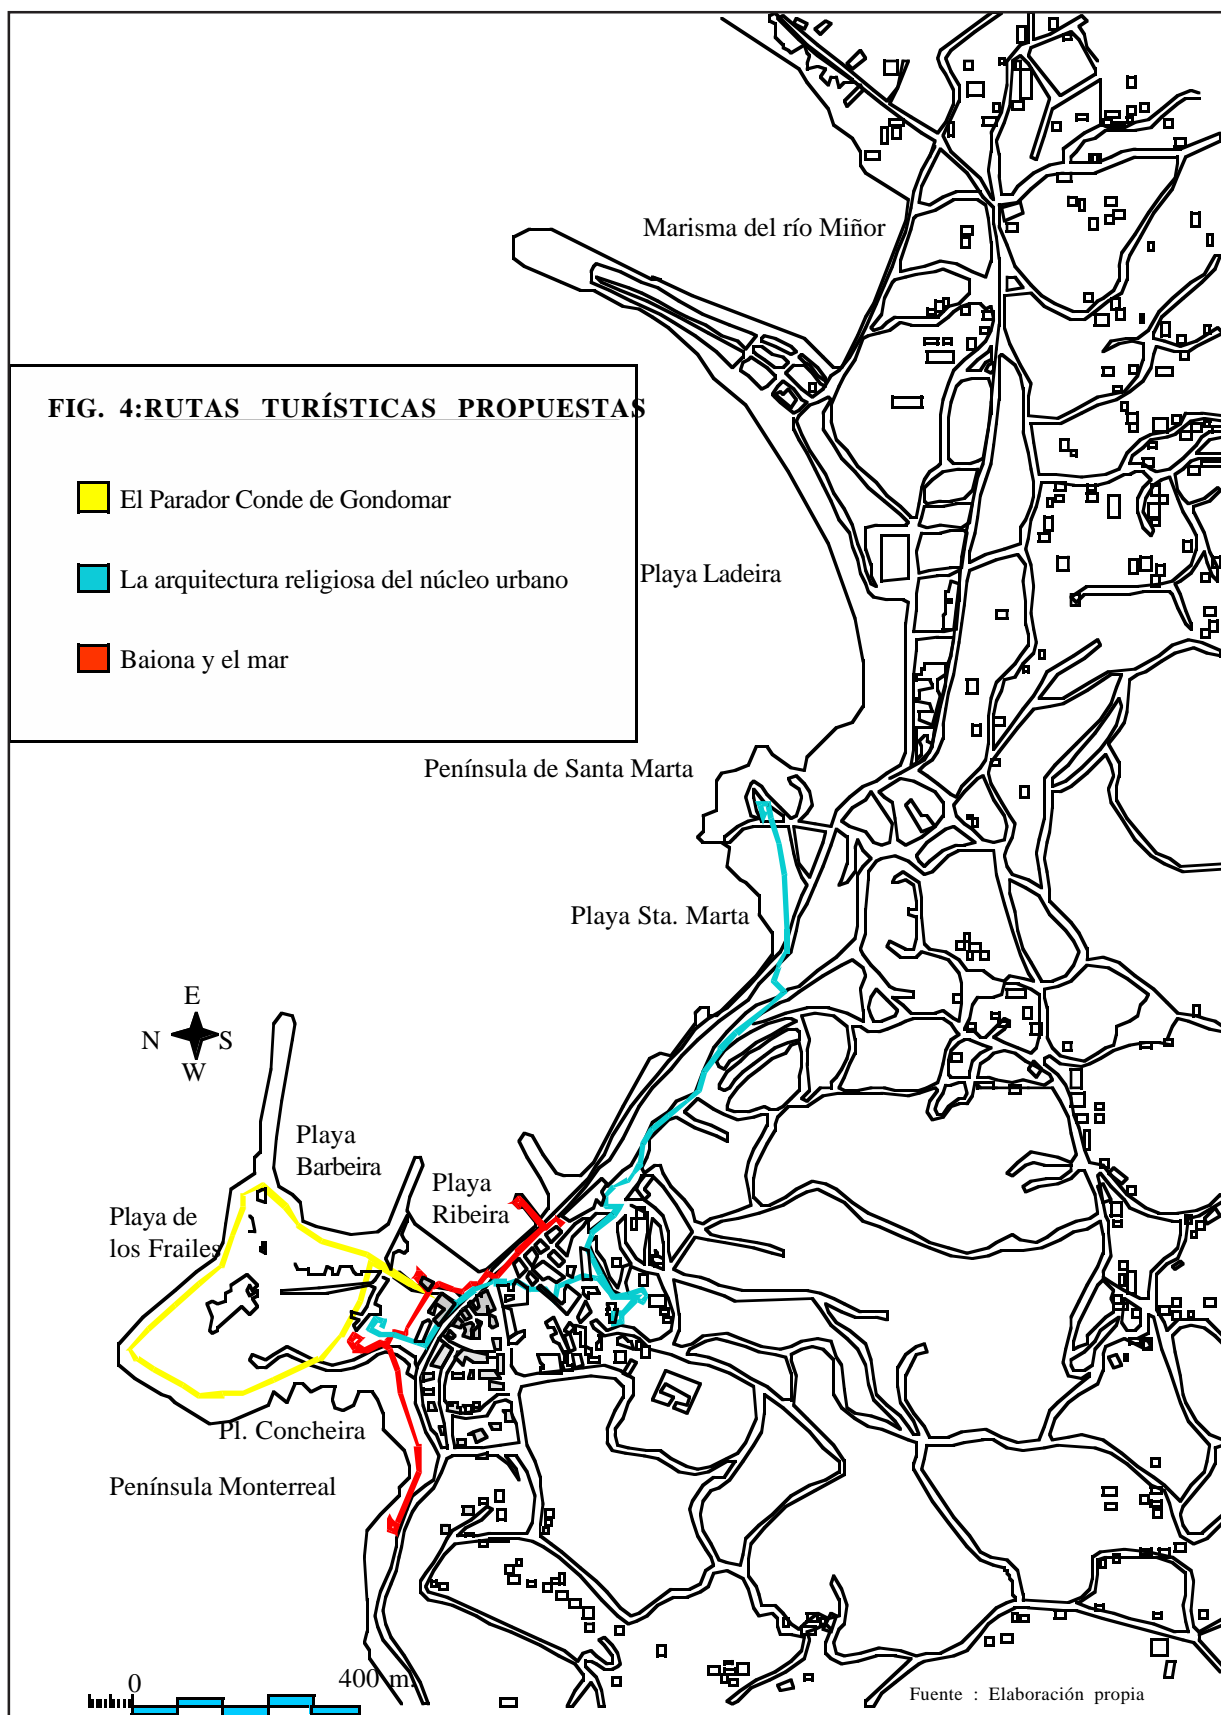 Marisma del río Miñor
FIG. 4:RUTAS TURÍSTICAS PROPUESTAS
El Parador Conde de Gondomar
La arquitectura religiosa del núcleo urbano
Playa Ladeira
Baiona y el mar
Península de Santa Marta
Playa Sta. Marta
E
N S
W
Playa
Barbeira
Playa
Ribeira
Playa de
los Frailes
Pl. Concheira
Península Monterreal
0 400 m.
Fuente : Elaboración propia